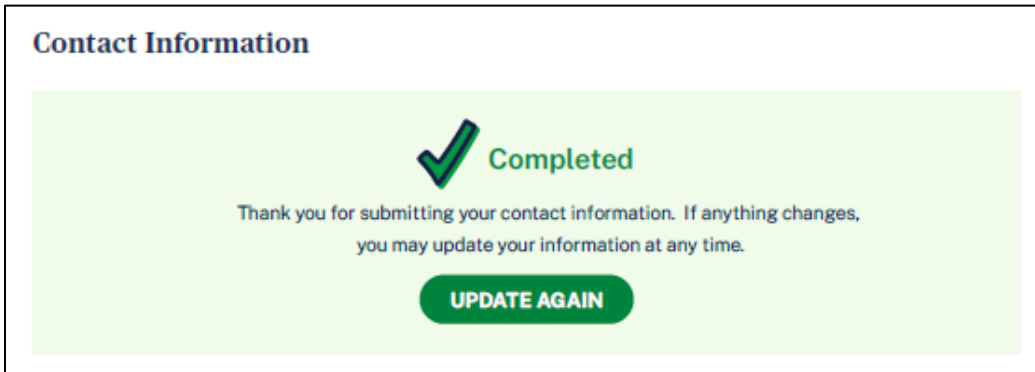 Contact Information
Completed
Thank you for submitting your contact information.  If anything changes,
you may update your information at any time.
UPDATE AGAIN